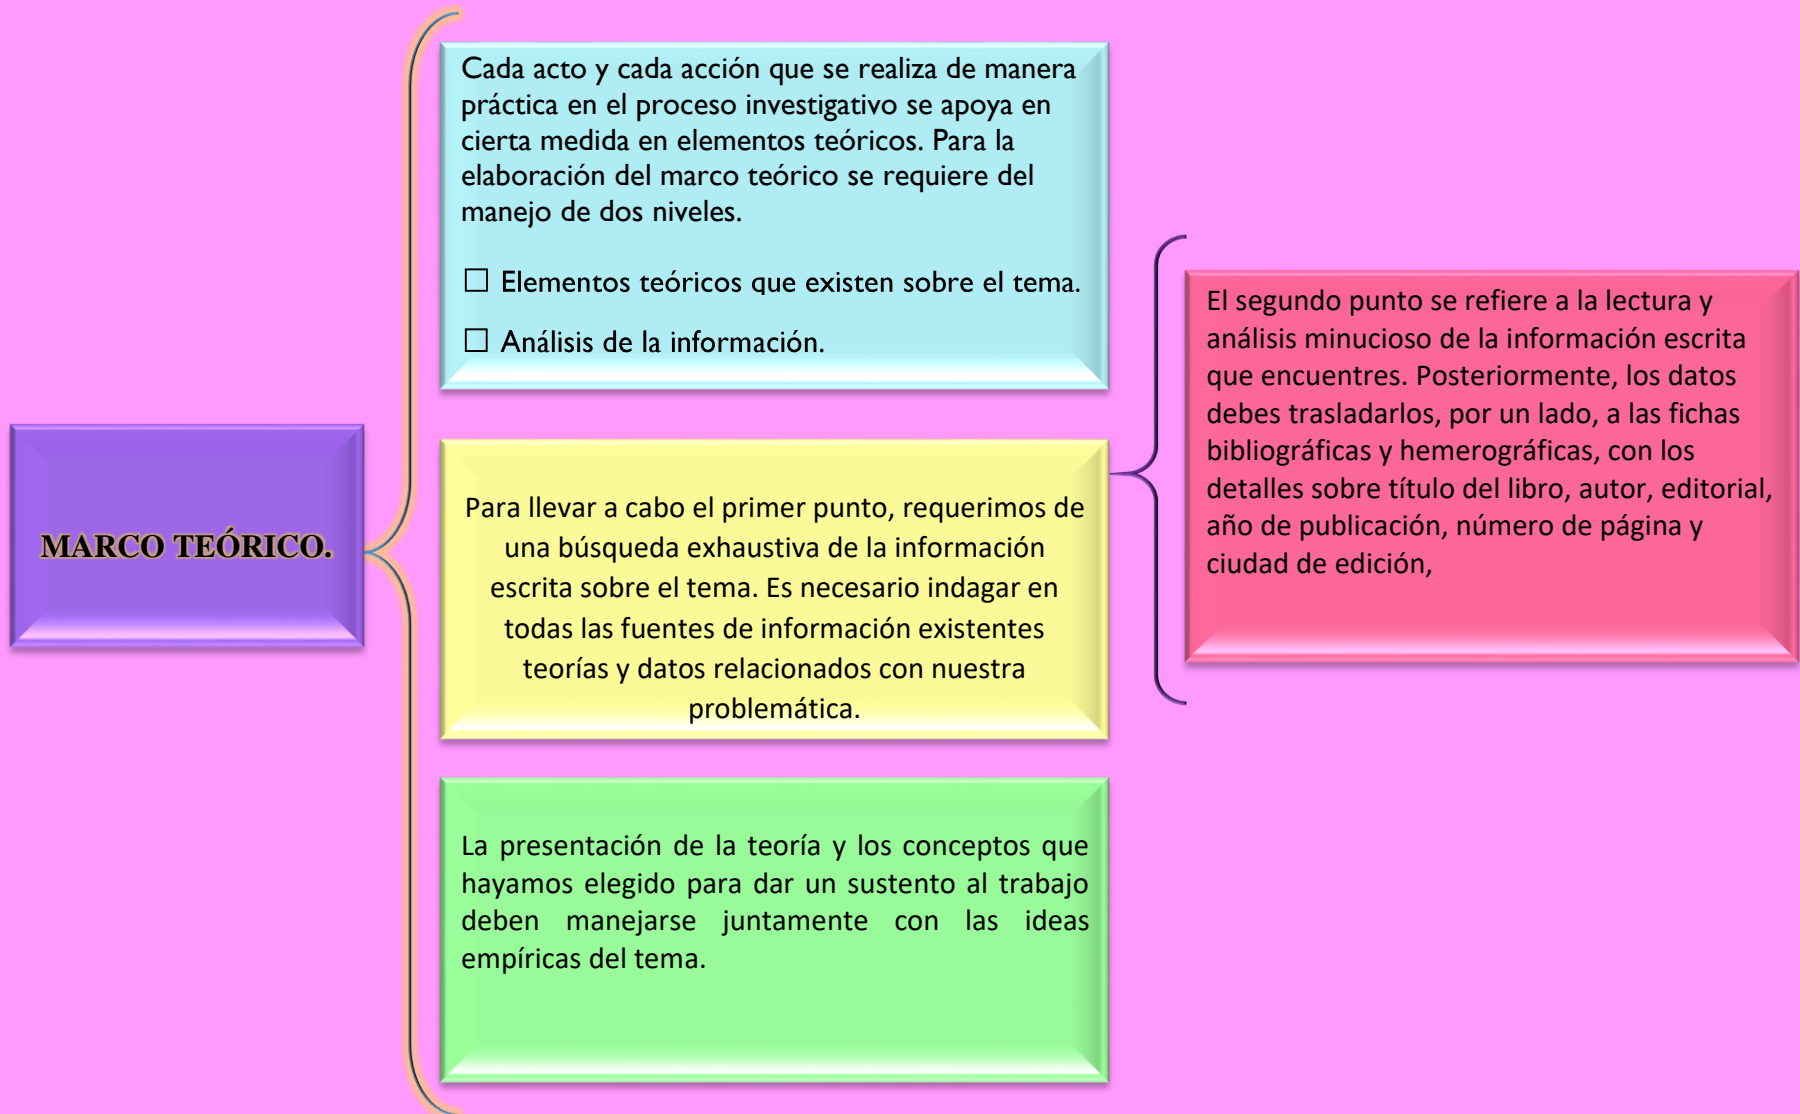 MARCO TEÓRICO.
Cada acto y cada acción que se realiza de manera
práctica en el proceso investigativo se apoya en
cierta medida en elementos teóricos. Para la
elaboración del marco teórico se requiere del
manejo de dos niveles.
☐ Elementos teóricos que existen sobre el tema.
☐ Análisis de la información.
Para llevar a cabo el primer punto, requerimos de
una búsqueda exhaustiva de la información
escrita sobre el tema. Es necesario indagar en
todas las fuentes de información existentes
teorías y datos relacionados con nuestra
problemática.
El segundo punto se refiere a la lectura y
análisis minucioso de la información escrita
que encuentres. Posteriormente, los datos
debes trasladarlos, por un lado, a las fichas
bibliográficas y hemerográficas, con los
detalles sobre título del libro, autor, editorial,
año de publicación, número de página y
ciudad de edición,
La presentación de la teoría y los conceptos que
hayamos elegido para dar un sustento al trabajo
deben manejarse juntamente con las ideas
empíricas del tema.